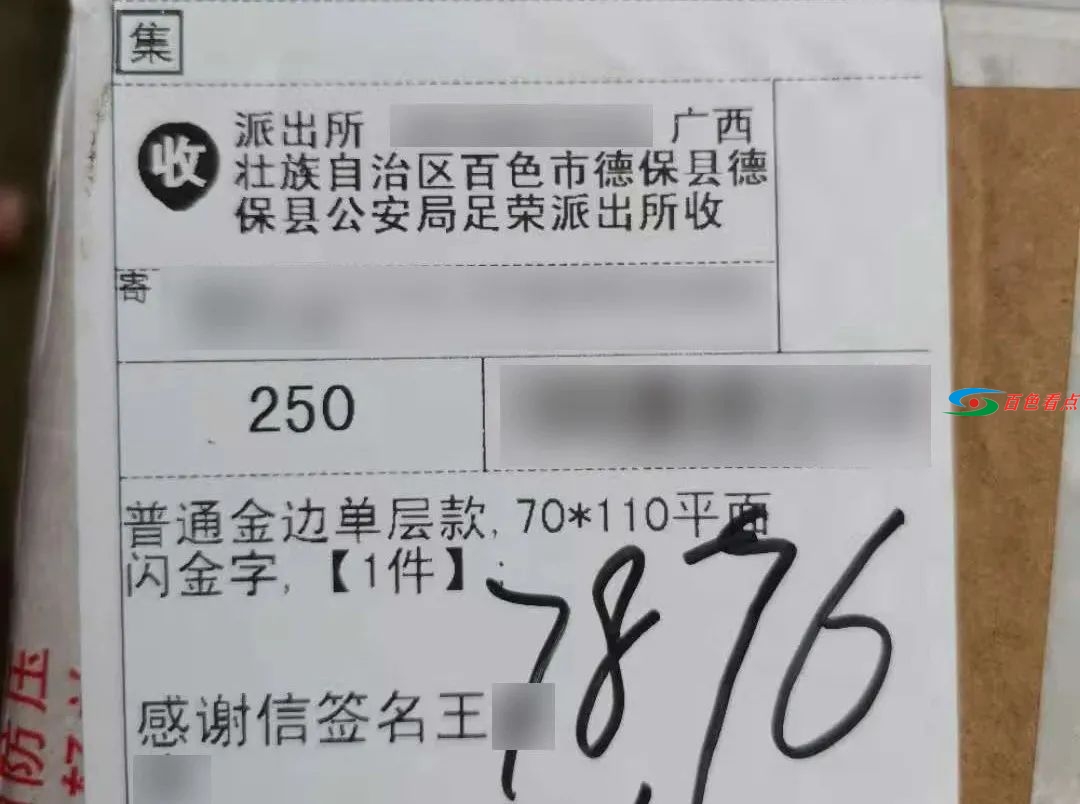 集
收
派出所 广西
壮族自治区百色市德保县德
保县公安局足荣派出所收
寄
250
百色看点
普通金边单层款, 70*110平面
闪金字, 【1件】;
7876
感谢信签名王
防压